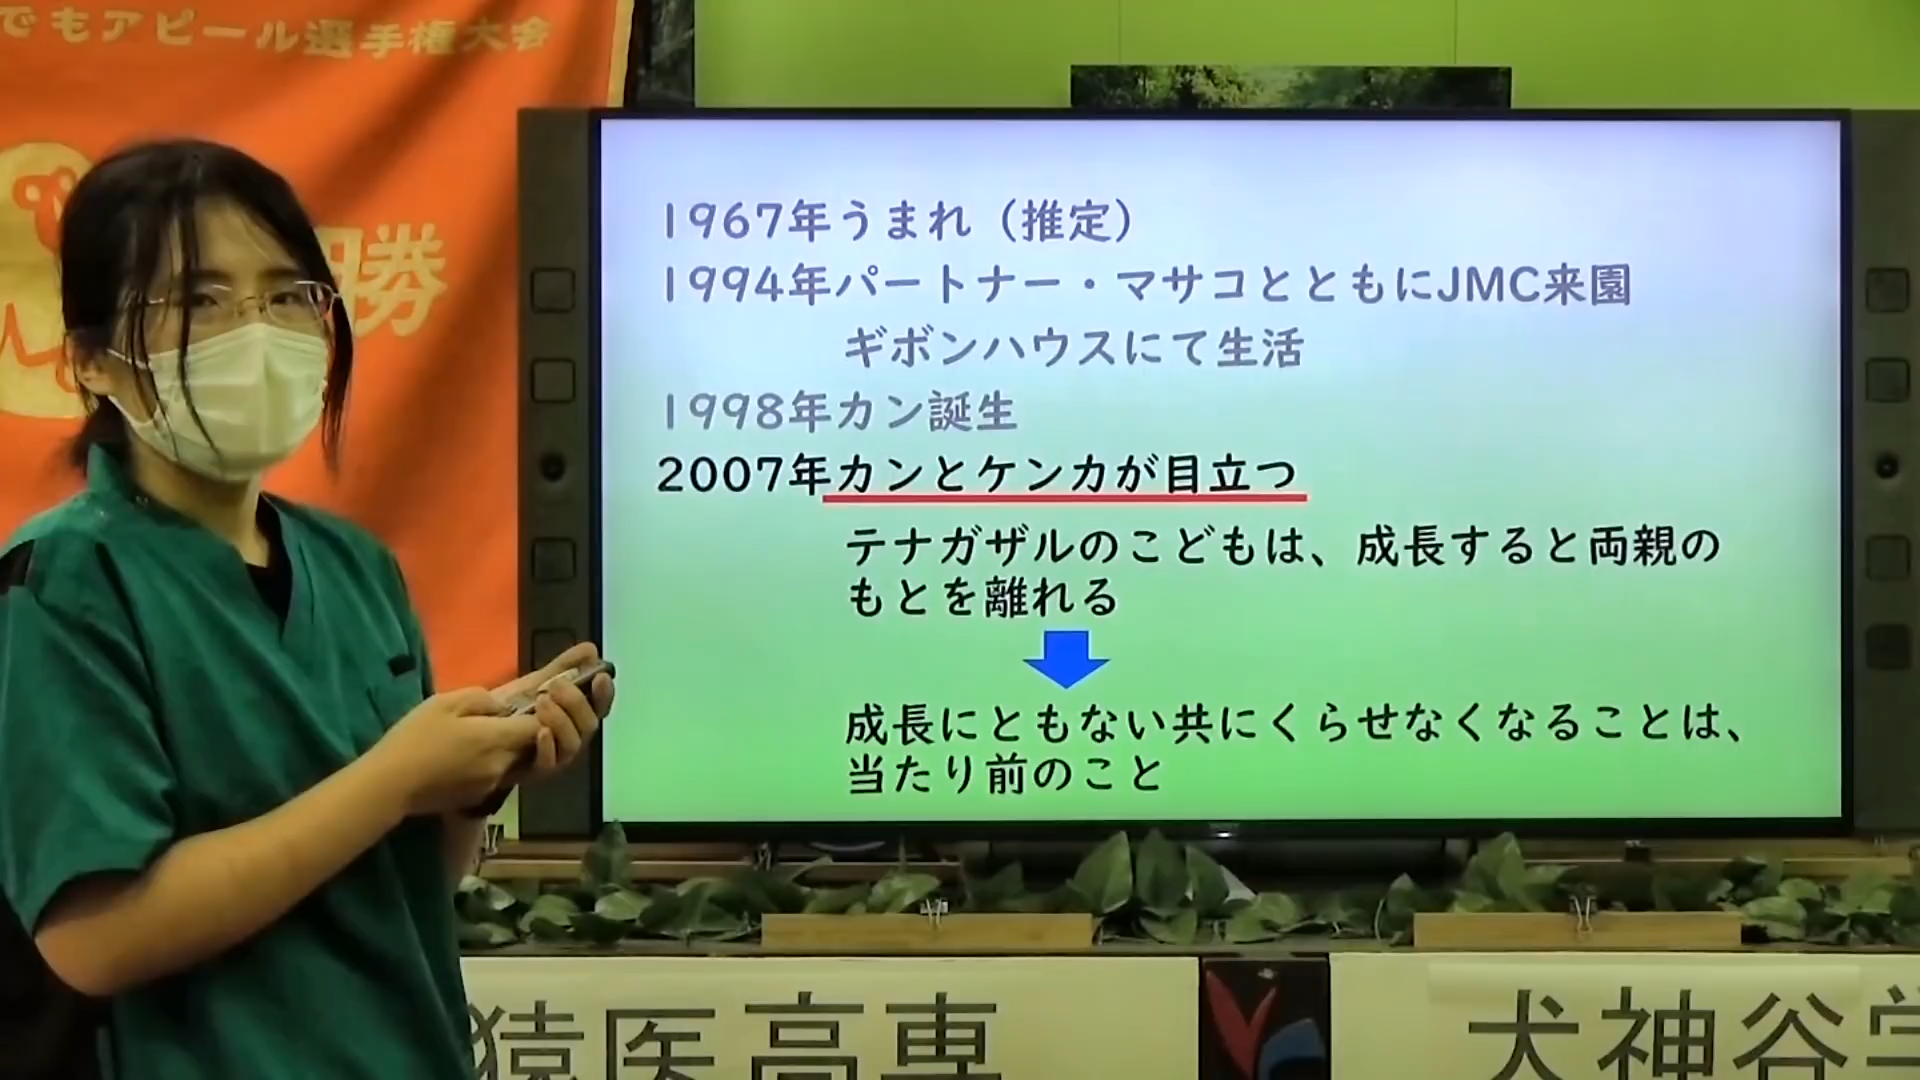 でもアピール選手権大会
勝
1967年うまれ（推定）
1994年パートナー・マサコとともにJMC来園
ギボンハウスにて生活
1998年カン誕生
2007年カンとケンカが目立つ
テナガザルのこどもは、成長すると両親の
もとを離れる
成長にともない共にくらせなくなることは、
当たり前のこと
猿医高専
犬神谷学